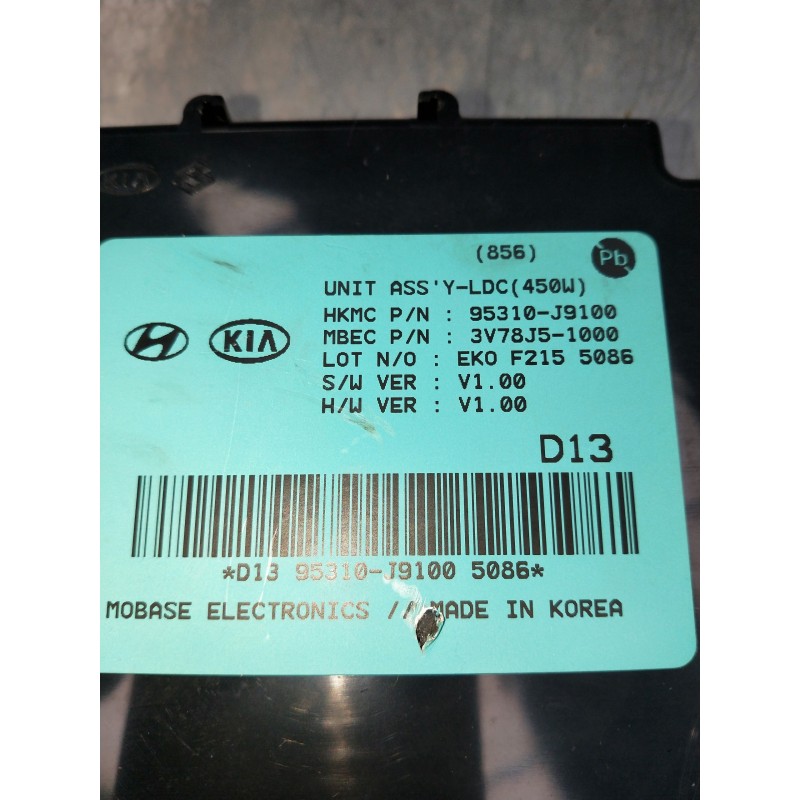 KIA
(856)
Pb
UNIT ASS'Y-LDC(450W)
HKMC P/N : 95310-J9100
MBEC P/N : 3V78J5-1000
LOT N/O : EKO F215 5086
S/W VER : V1.00
H/W VER : V1.00
KIA
D13
*D13 95310-J9100 5086*
MOBASE ELECTRONICS // MADE IN KOREA